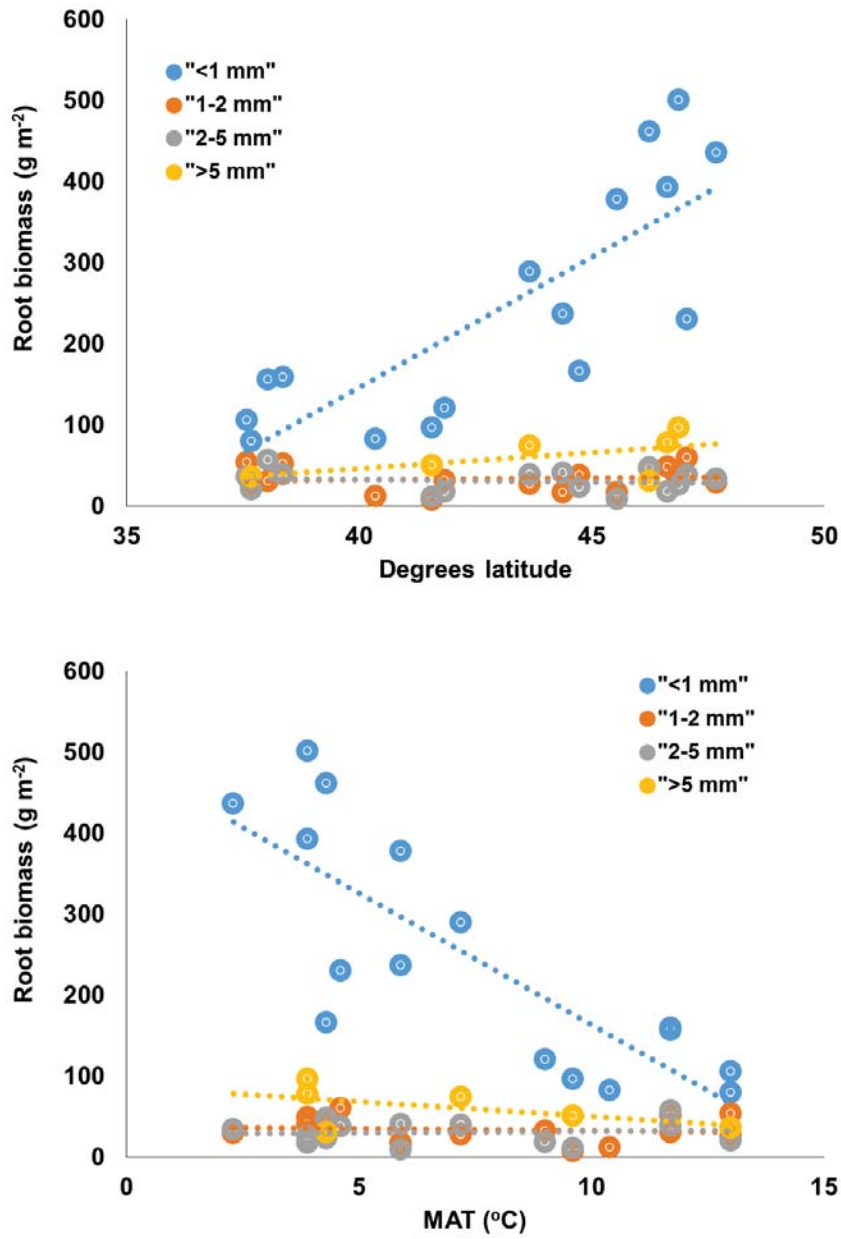 600
500
400
300
200
100
0
Root biomass (g m-2)
"<1 mm"
"1-2 mm"
"2-5 mm"
">5 mm"
35 40 45 50
Degrees latitude
600
500
400
300
200
100
0
Root biomass (g m-2)
"<1 mm"
"1-2 mm"
"2-5 mm"
">5 mm"
0 5 10 15
MAT (oC)